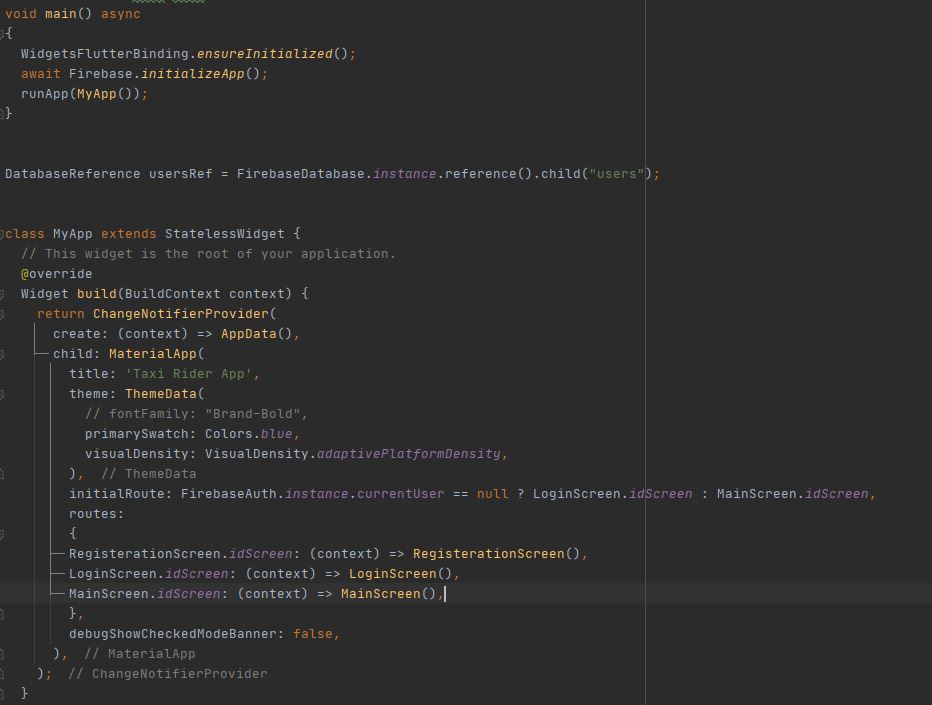 void main() async
{
  WidgetsFlutterBinding.ensureInitialized();
  await Firebase.initializeApp();
  runApp(MyApp());
}
DatabaseReference usersRef = FirebaseDatabase.instance.reference().child("users");
class MyApp extends StatelessWidget {
  // This widget is the root of your application.
  @override
  Widget build(BuildContext context) {
    return ChangeNotifierProvider(
      create: (context) => AppData(),
      child: MaterialApp(
        title: 'Taxi Rider App',
        theme: ThemeData(
          // fontFamily: "Brand-Bold",
          primarySwatch: Colors.blue,
          visualDensity: VisualDensity.adaptivePlatformDensity,
        ),  // ThemeData
        initialRoute: FirebaseAuth.instance.currentUser == null ? LoginScreen.idScreen : MainScreen.idScreen,
        routes:
        {
        RegisterationScreen.idScreen: (context) => RegisterationScreen(),
        LoginScreen.idScreen: (context) => LoginScreen(),
        MainScreen.idScreen: (context) => MainScreen(),
        },
        debugShowCheckedModeBanner: false,
      ),  // MaterialApp
    );  // ChangeNotifierProvider
  }